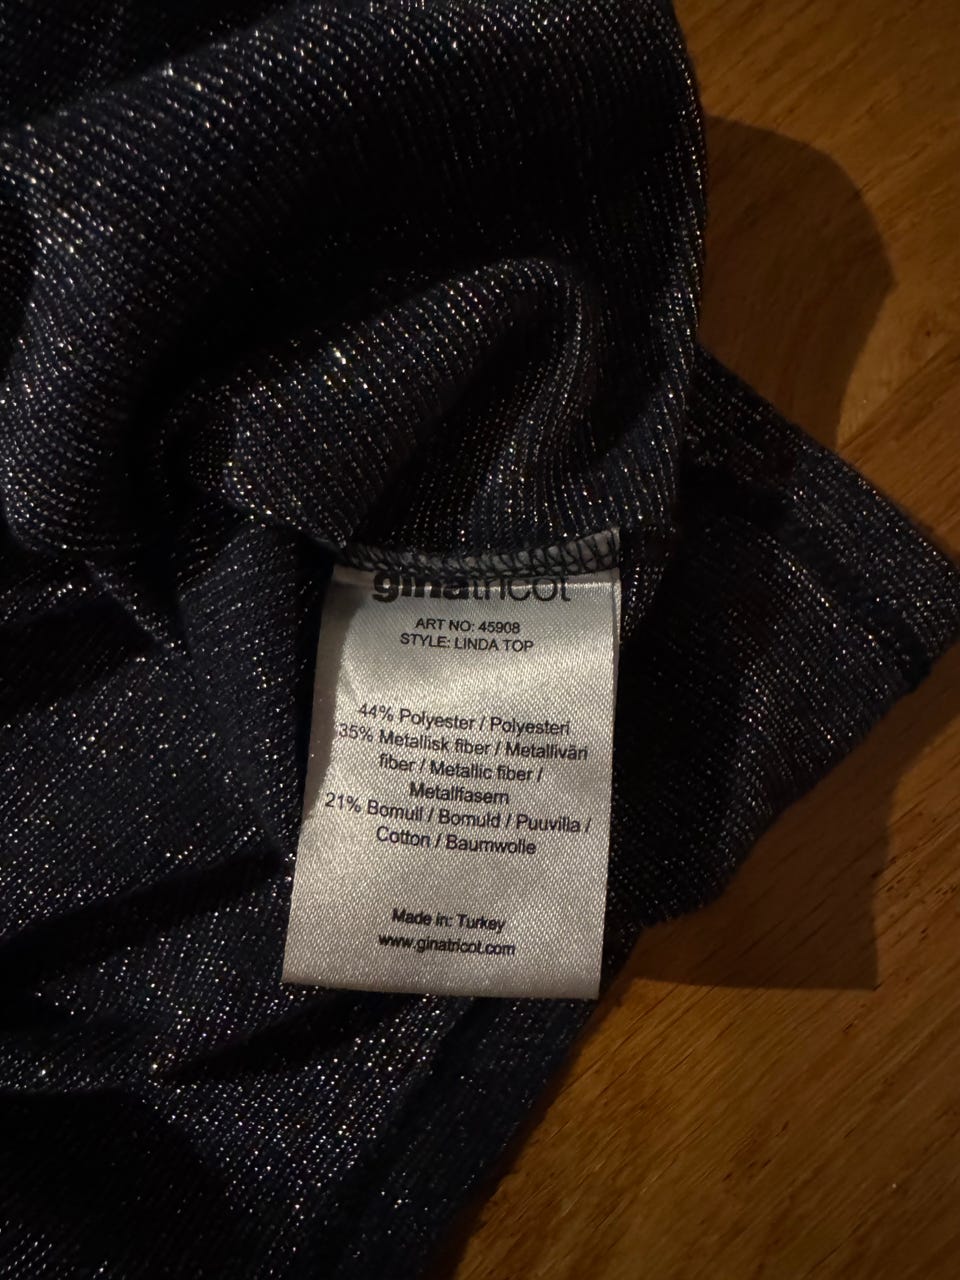 ginatricot
ART NO: 45908
STYLE: LINDA TOP
44% Polyester / Polyesteri
35% Metallisk fiber / Metalliväri
fiber / Metallic fiber /
Metallfasern
21% Bomull / Bomuld / Puuvilla /
Cotton / Baumwolle
Made in: Turkey
www.ginatricot.com